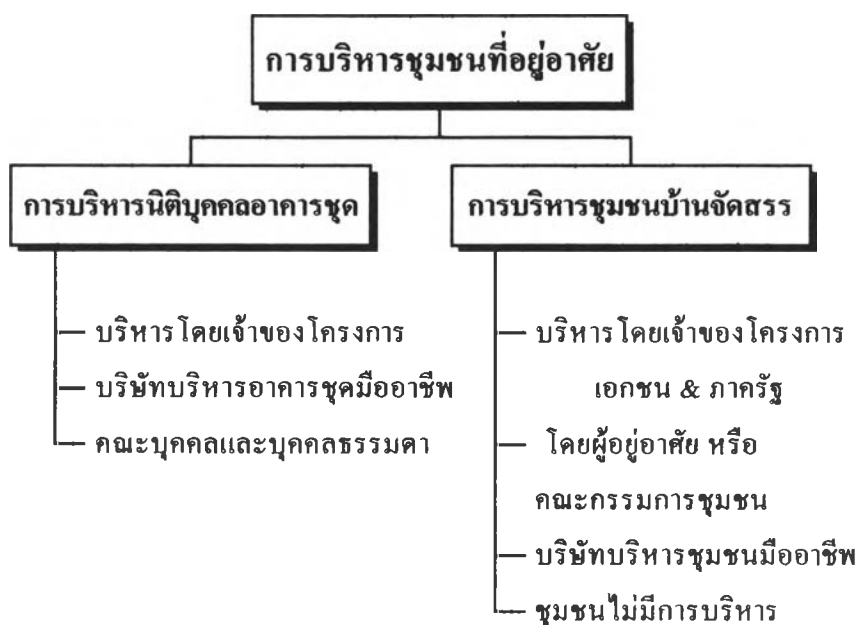 การบริหารชุมชนที่อยู่อาศัย
การบริหารนิติบุคคลอาคารชุด
การบริหารชุมชนบ้านจัดสรร
บริหารโดยเจ้าของโครงการ
บริษัทบริหารอาคารชุดมืออาชีพ
คณะบุคคลและบุคคลธรรมดา
บริหารโดยเจ้าของโครงการ
เอกชน & ภาครัฐ
โดยผู้อยู่อาศัย หรือ
คณะกรรมการชุมชน
บริษัทบริหารชุมชนมืออาชีพ
ชุมชนไม่มีการบริหาร